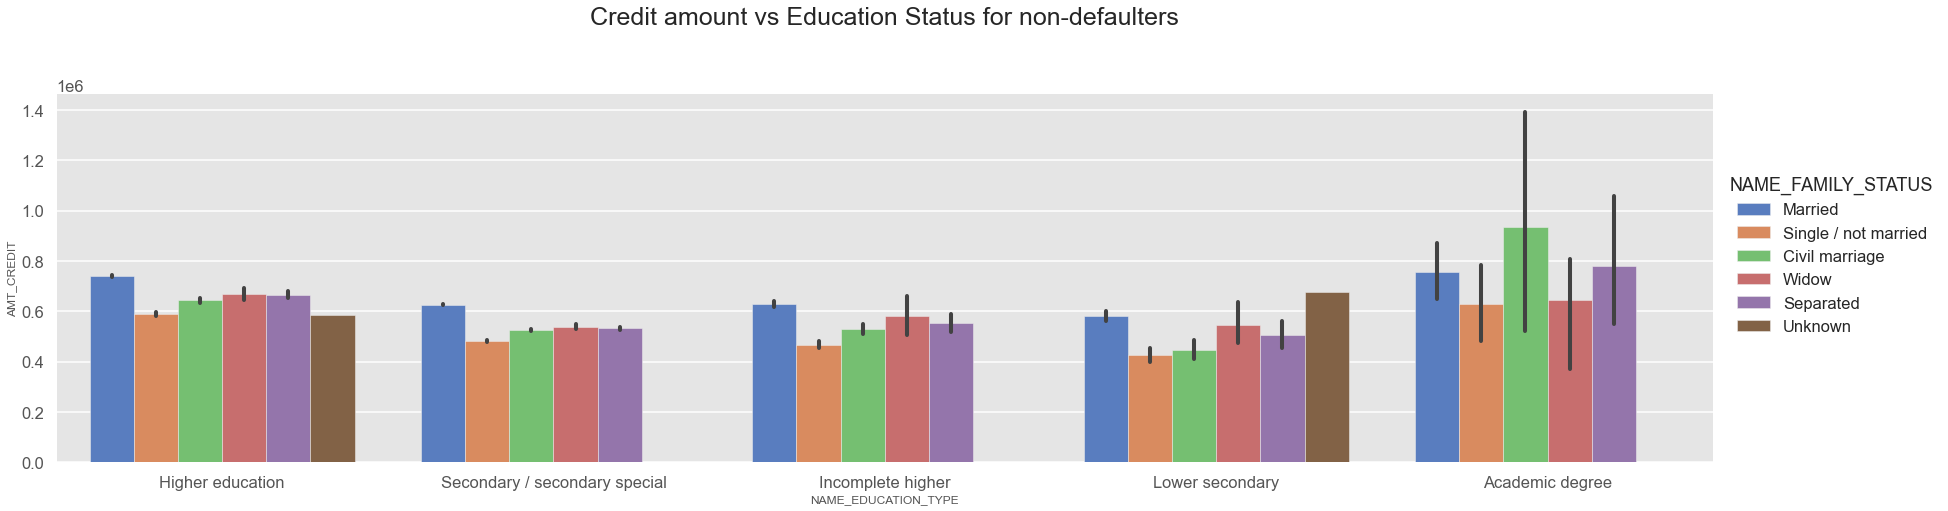 Credit amount vs Education Status for non-defaulters
1e6
1.4
1.2
1.0
0.8
0.6
0.4
0.2
0.0
AMT_CREDIT
Higher education
Secondary / secondary special
Incomplete higher
Lower secondary
Academic degree
NAME_EDUCATION_TYPE
NAME_FAMILY_STATUS
Married
Single / not married
Civil marriage
Widow
Separated
Unknown